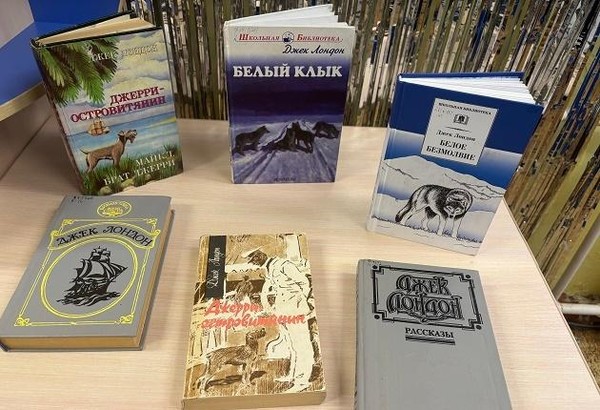 ДЖЕК ЛОНДОН
ДЖЕРРИ-
ОСТРОВИТЯНИН
МАЙКЛ,
БРАТ ДЖЕРРИ
ШКОЛЬНАЯ БИБЛИОТЕКА
Джек Лондон
БЕЛЫЙ КЛЫК
ШКОЛЬНАЯ БИБЛИОТЕКА
Джек Лондон
БЕЛОЕ
БЕЗМОЛВИЕ
ДЖЕК ЛОНДОН
Джек Лондон
Джерри-
островитянин
ДЖЕК
ЛОНДОН
РАССКАЗЫ